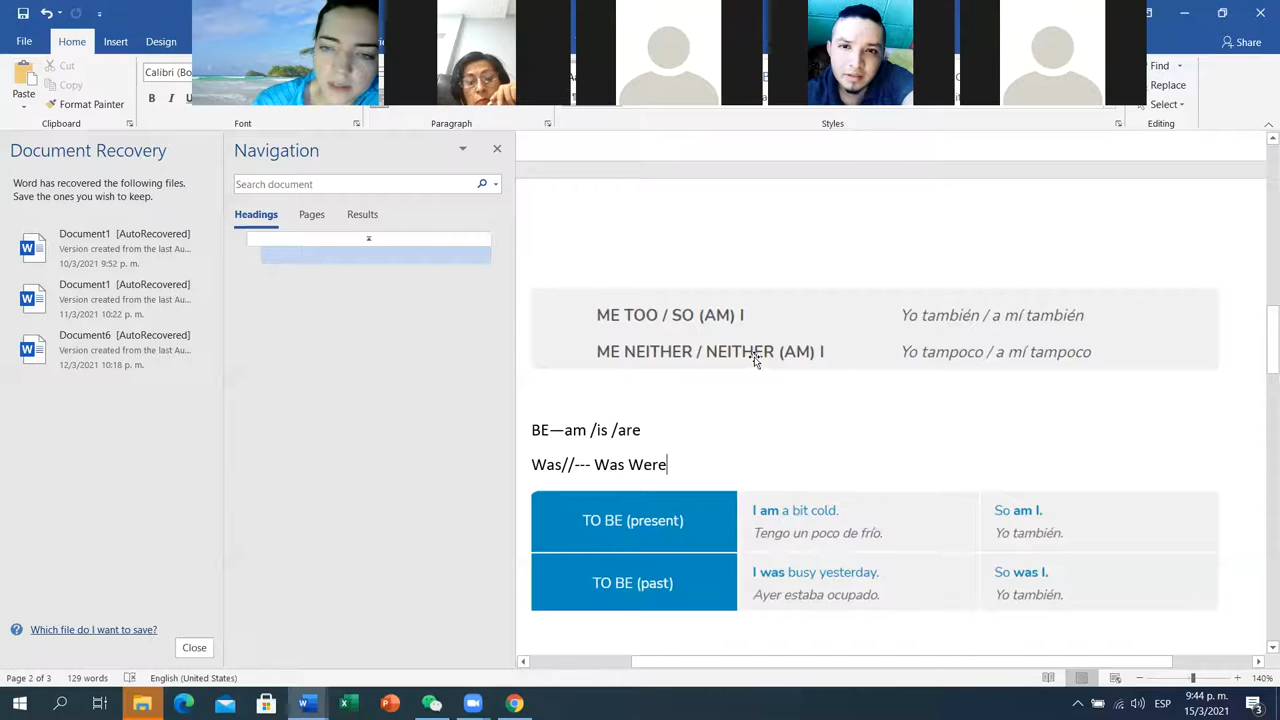 File Home Insert Design
Share
Cut
Copy
Format Painter
Paste
Calibri (Bo
B I
Find
Replace
Select
Clipboard Font Paragraph Styles Editing
Document Recovery
Word has recovered the following files.
Save the ones you wish to keep.
Document1 [AutoRecovered]
Version created from the last Au...
10/3/2021 9:52 p. m.
Document1 [AutoRecovered]
Version created from the last Au...
11/3/2021 10:22 p. m.
Document6 [AutoRecovered]
Version created from the last Au...
12/3/2021 10:18 p. m.
Which file do I want to save?
Close
Navigation
Search document
Headings Pages Results
ME TOO / SO (AM) I Yo también / a mí también
ME NEITHER / NEITHER (AM) I Yo tampoco / a mí tampoco
BE—am /is /are
Was//--- Was Were
TO BE (present) I am a bit cold. So am I.
Tengo un poco de frío. Yo también.
TO BE (past) I was busy yesterday. So was I.
Ayer estaba ocupado. Yo también.
Page 2 of 3 129 words English (United States) 140%
ESP 9:44 p. m.
15/3/2021
3